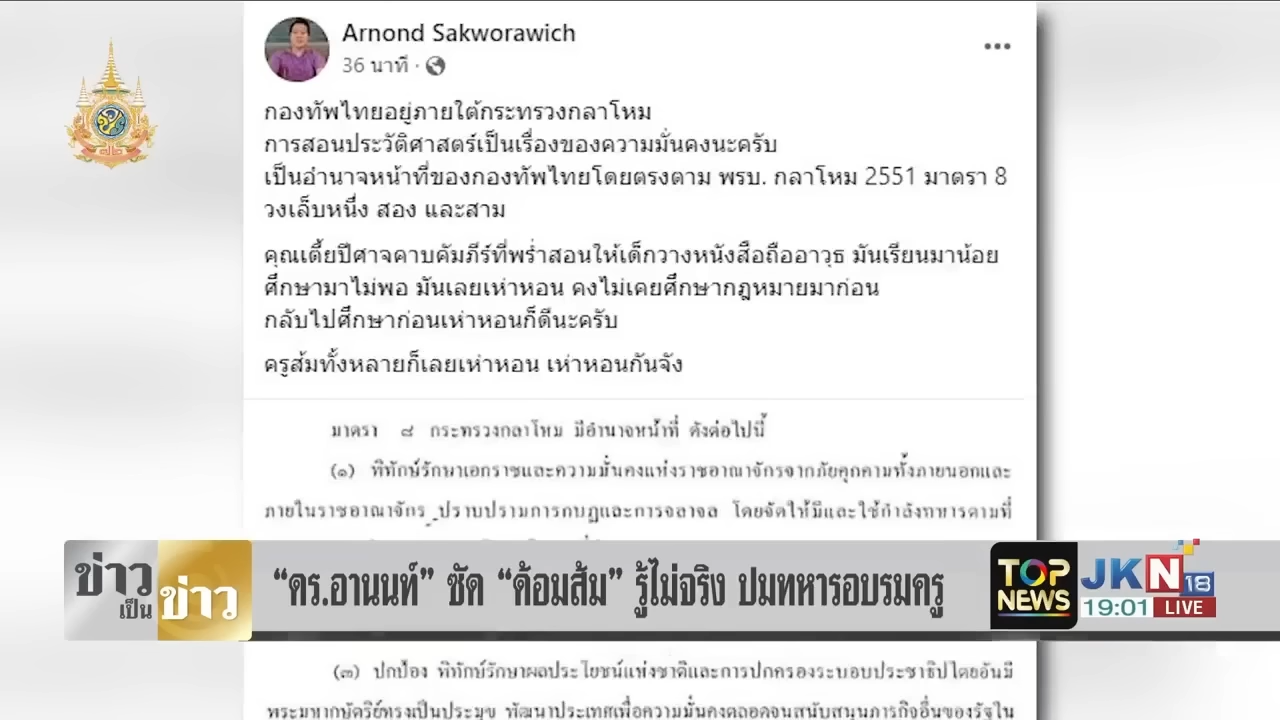 Arnond Sakworawich
36 นาที ·
กองทัพไทยอยู่ภายใต้กระทรวงกลาโหม
การสอนประวัติศาสตร์เป็นเรื่องของความมั่นคงนะครับ
เป็นอำนาจหน้าที่ของกองทัพไทยโดยตรงตาม พรบ. กลาโหม 2551 มาตรา 8
วงเล็บหนึ่ง สอง และสาม
คุณเตี้ยปีศาจคาบคัมภีร์ที่พร่ำสอนให้เด็กวางหนังสือถืออาวุธ มันเรียนมาน้อย
ศึกษามาไม่พอ มันเลยเห่าหอน คงไม่เคยศึกษากฎหมายมาก่อน
กลับไปศึกษาก่อนเห่าหอนก็ดีนะครับ
ครูส้มทั้งหลายก็เลยเห่าหอน เห่าหอนกันจัง
มาตรา ๘ กระทรวงกลาโหม มีอำนาจหน้าที่ ดังต่อไปนี้
(๑) พิทักษ์รักษาเอกราชและความมั่นคงแห่งราชอาณาจักรจากภัยคุกคามทั้งภายนอกและ
ภายในราชอาณาจักร ปราบปรามการกบฏและการจลาจล โดยจัดให้มีและใช้กำลังทหารตามที่
ข่าวเป็นข่าว
“ดร.อานนท์” ซัด “ด้อมส้ม” รู้ไม่จริง ปมทหารอบรมครู
TOP NEWS
JKN 18
19:01 LIVE
(๓) ปกป้อง พิทักษ์รักษาผลประโยชน์แห่งชาติและการปกครองระบอบประชาธิปไตยอันมี
พระมหากษัตริย์ทรงเป็นประมุข พัฒนาประเทศเพื่อความมั่นคงตลอดจนสนับสนุนภารกิจอื่นของรัฐใน